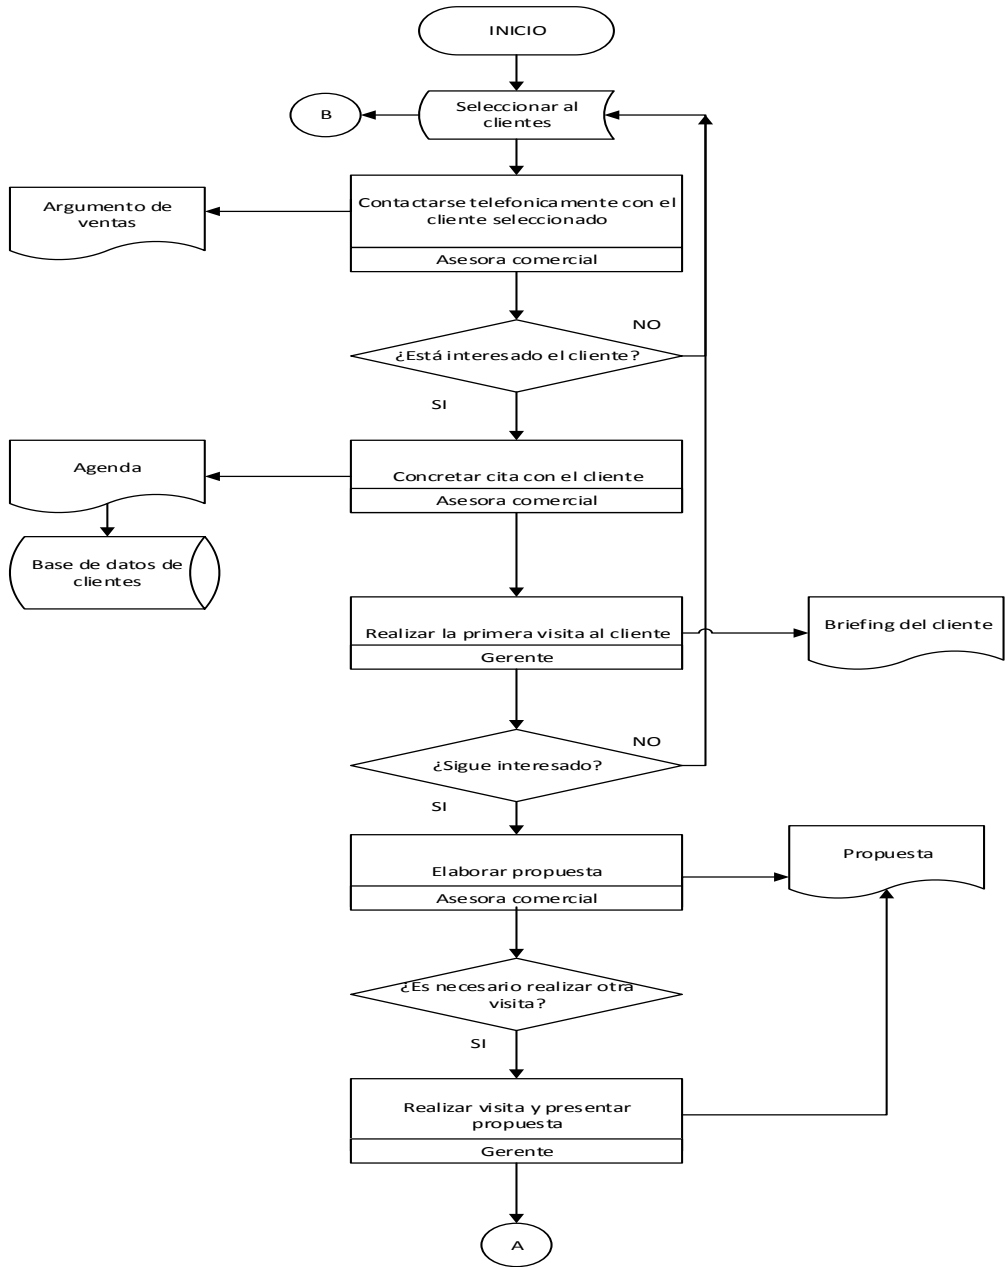 INICIO
B
Seleccionar al
clientes
Argumento de
ventas
Contactarse telefonicamente con el
cliente seleccionado
Asesora comercial
NO
¿Está interesado el cliente?
SI
Agenda
Concretar cita con el cliente
Asesora comercial
Base de datos de
clientes
Realizar la primera visita al cliente
Gerente
Briefing del cliente
NO
¿Sigue interesado?
SI
Elaborar propuesta
Asesora comercial
Propuesta
¿Es necesario realizar otra
visita?
SI
Realizar visita y presentar
propuesta
Gerente
A